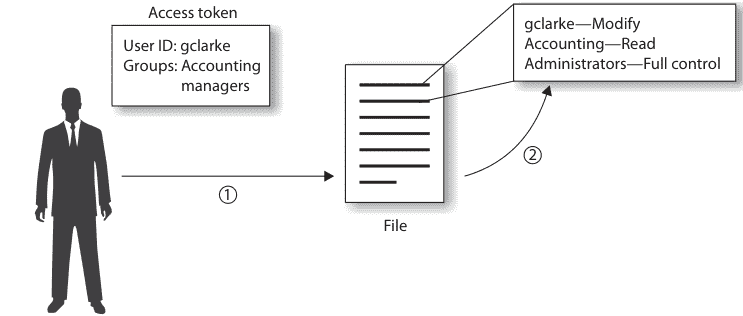 Access token
User ID: gclarke
Groups: Accounting
managers
gclarke—Modify
Accounting—Read
Administrators—Full control
①
②
File